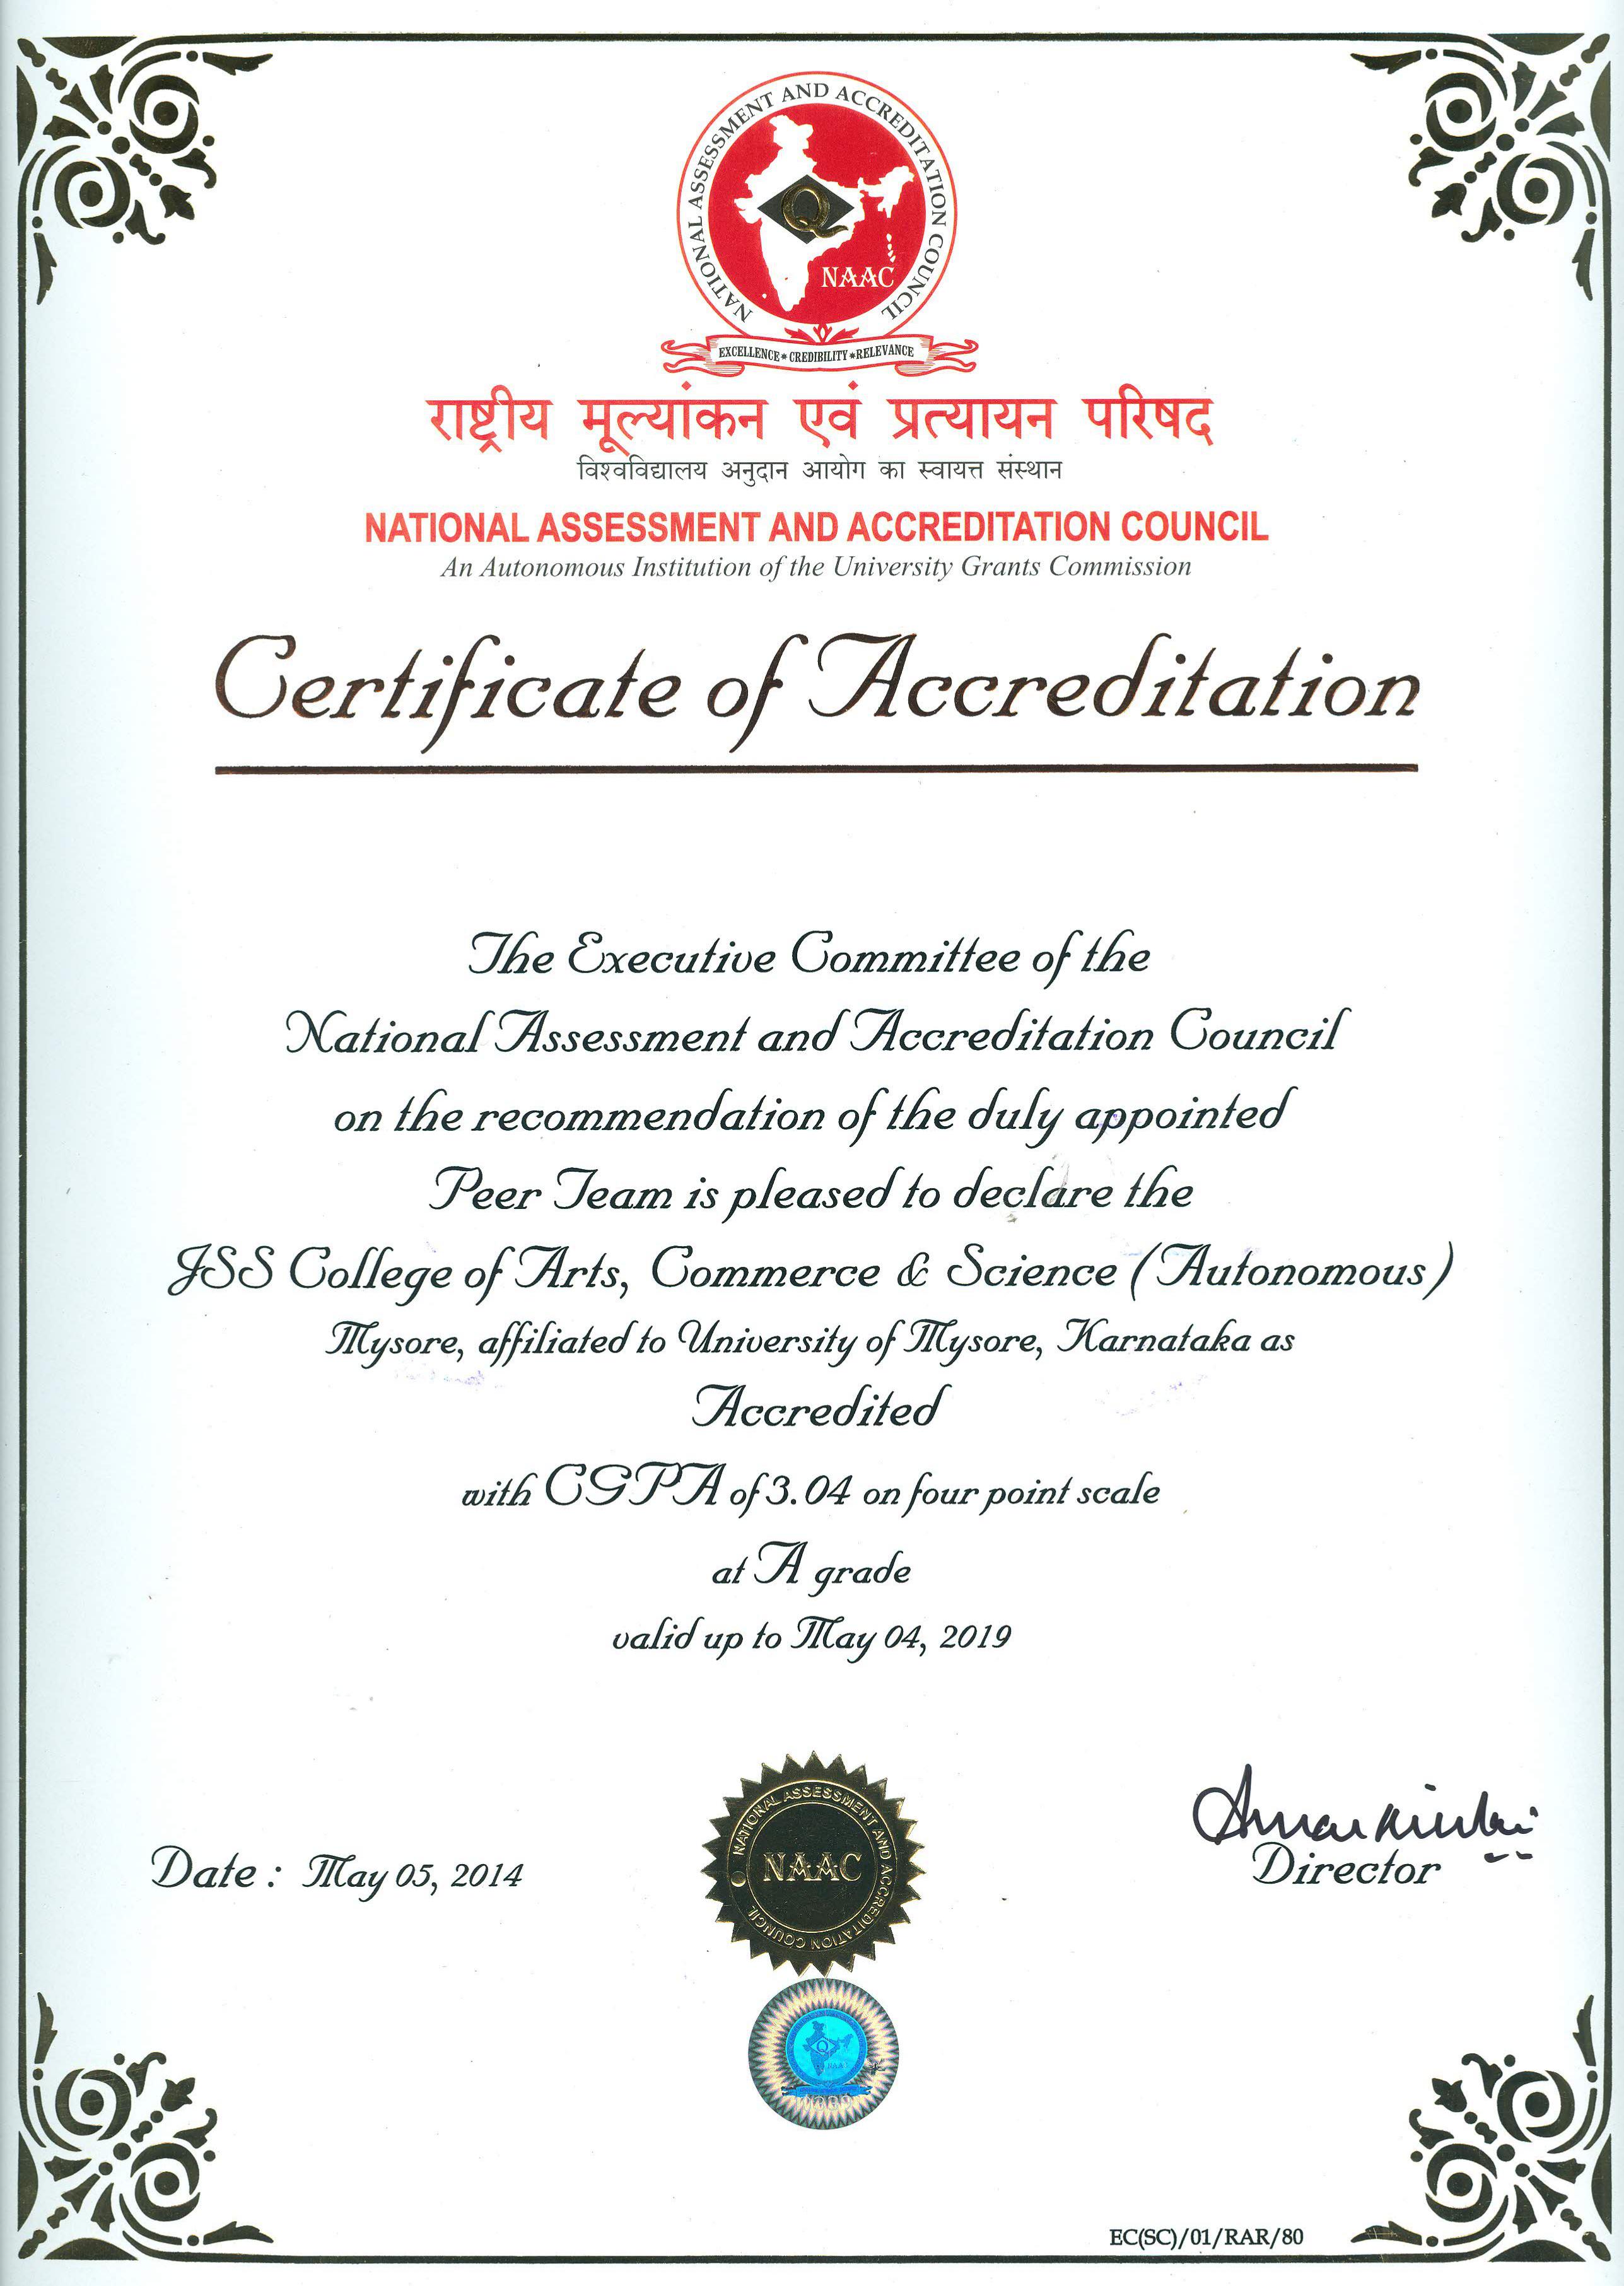 NATIONAL ASSESSMENT AND ACCREDITATION COUNCIL
Q
NAAC
EXCELLENCE * CREDIBILITY * RELEVANCE
राष्ट्रीय मूल्यांकन एवं प्रत्यायन परिषद
विश्वविद्यालय अनुदान आयोग का स्वायत्त संस्थान
NATIONAL ASSESSMENT AND ACCREDITATION COUNCIL
An Autonomous Institution of the University Grants Commission
Certificate of Accreditation
The Executive Committee of the
National Assessment and Accreditation Council
on the recommendation of the duly appointed
Peer Team is pleased to declare the
JSS College of Arts, Commerce & Science (Autonomous)
Mysore, affiliated to University of Mysore, Karnataka as
Accredited
with CGPA of 3.04 on four point scale
at A grade
valid up to May 04, 2019
Date : May 05, 2014
NATIONAL ASSESSMENT AND ACCREDITATION COUNCIL
NAAC
Director
Q
EC(SC)/01/RAR/80